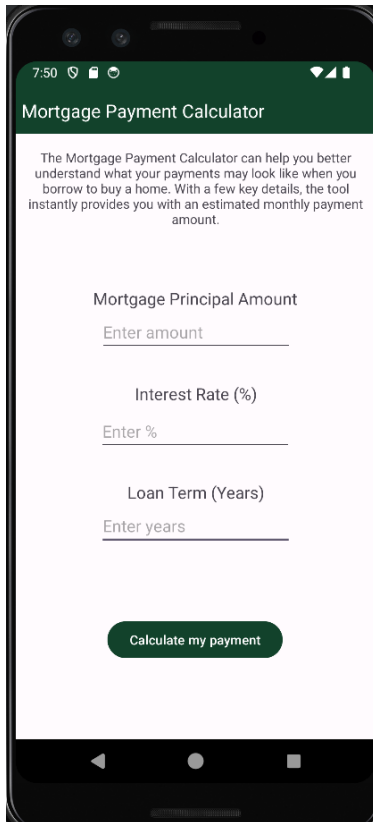 7:50
Mortgage Payment Calculator
The Mortgage Payment Calculator can help you better
understand what your payments may look like when you
borrow to buy a home. With a few key details, the tool
instantly provides you with an estimated monthly payment
amount.
Mortgage Principal Amount
Enter amount
Interest Rate (%)
Enter %
Loan Term (Years)
Enter years
Calculate my payment